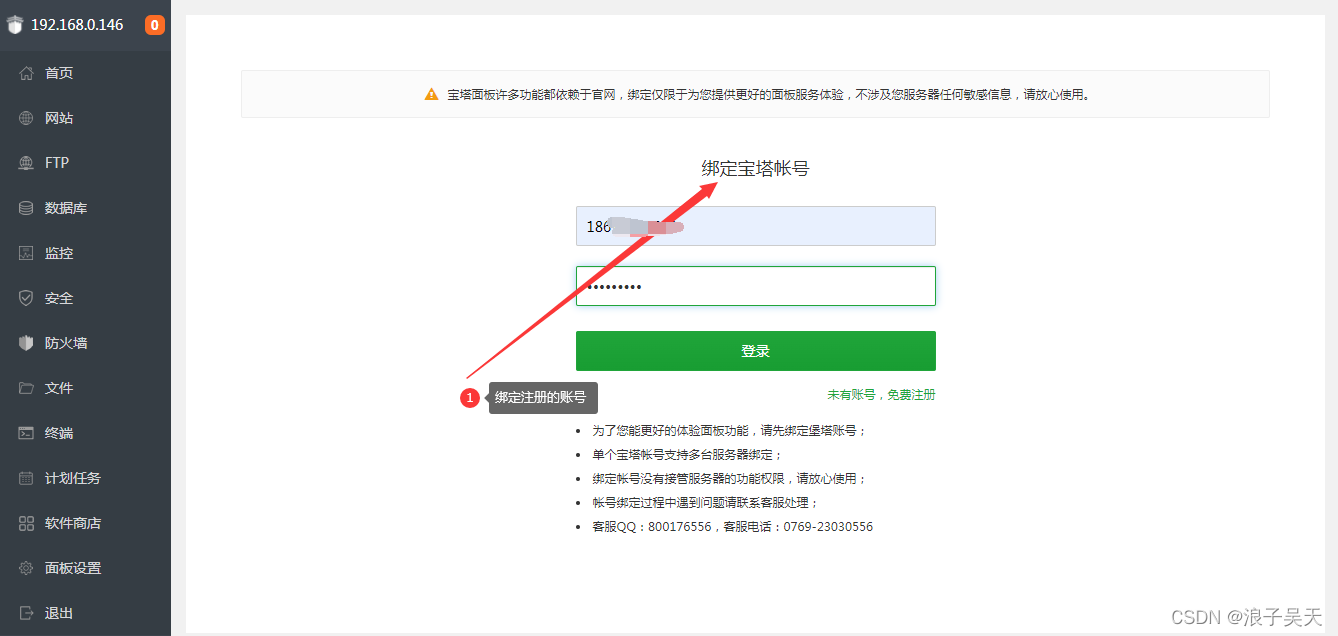 192.168.0.146 0
首页
网站
FTP
数据库
监控
安全
防火墙
文件
终端
计划任务
软件商店
面板设置
退出
宝塔面板许多功能都依赖于官网，绑定仅限于为您提供更好的面板服务体验，不涉及您服务器任何敏感信息，请放心使用。
绑定宝塔帐号
186
•••••••••
登录
未有账号，免费注册
1 绑定注册的账号
• 为了您能更好的体验面板功能，请先绑定堡塔账号；
• 单个宝塔帐号支持多台服务器绑定；
• 绑定帐号没有接管服务器的功能权限，请放心使用；
• 帐号绑定过程中遇到问题请联系客服处理；
• 客服QQ：800176556，客服电话：0769-23030556
CSDN @浪子吴天